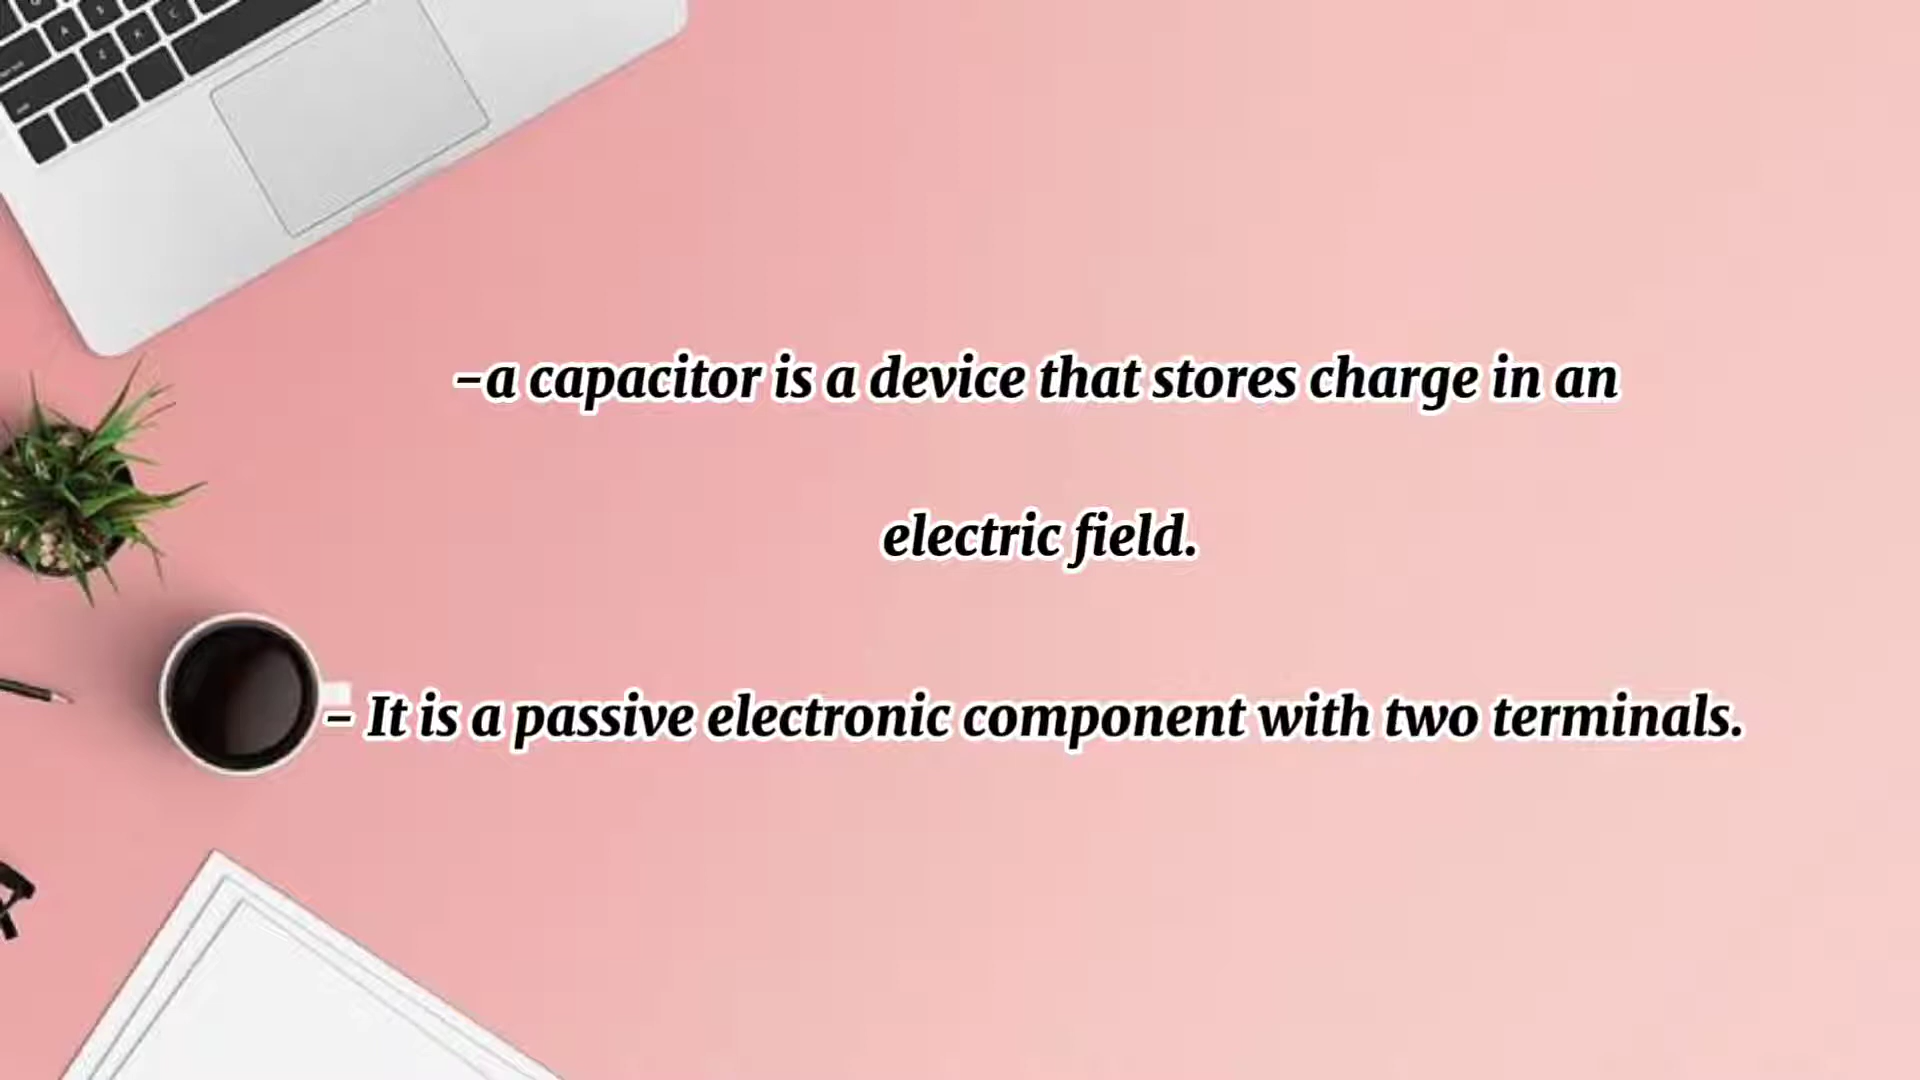 -a capacitor is a device that stores charge in an
electric field.
- It is a passive electronic component with two terminals.